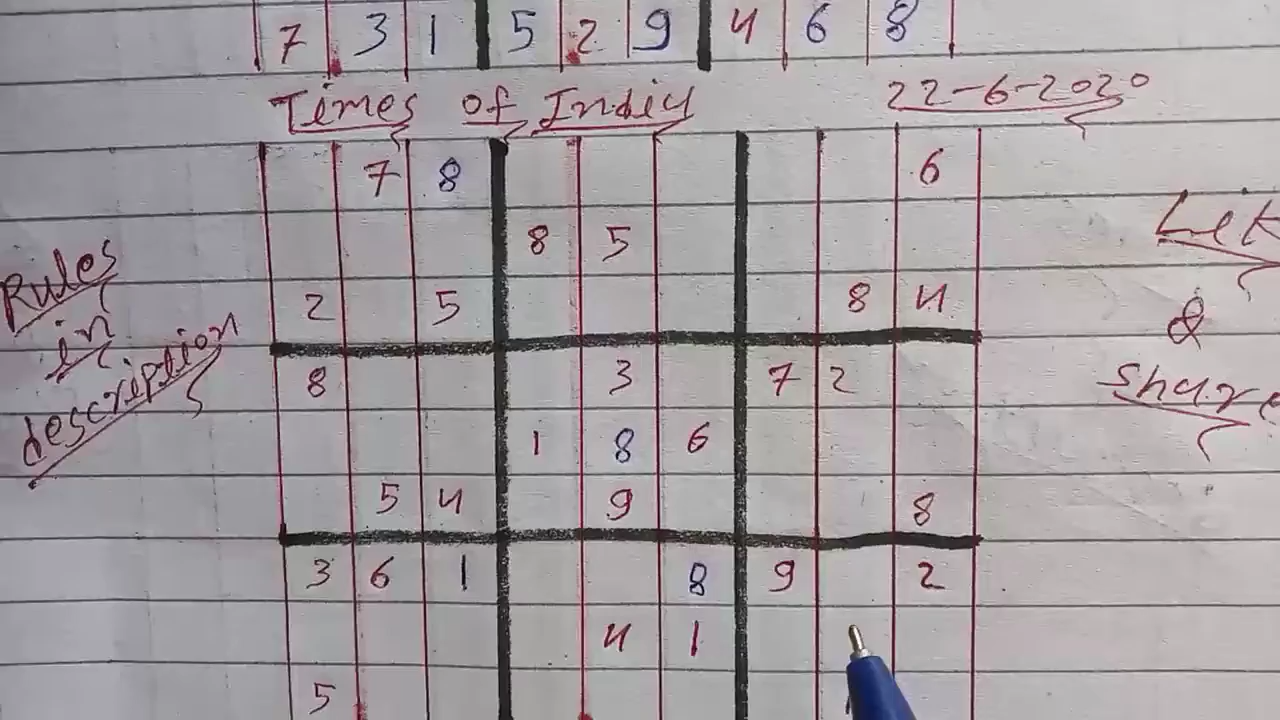 7 3 1 5 2 9 4 6 8
Times of Indiy
22-6-2020
7 8 6
8 5
2 5 8 4
8 3 7 2
1 8 6
5 4 9 8
3 6 1 8 9 2
4 1
5
Rules
in
description
&
Share